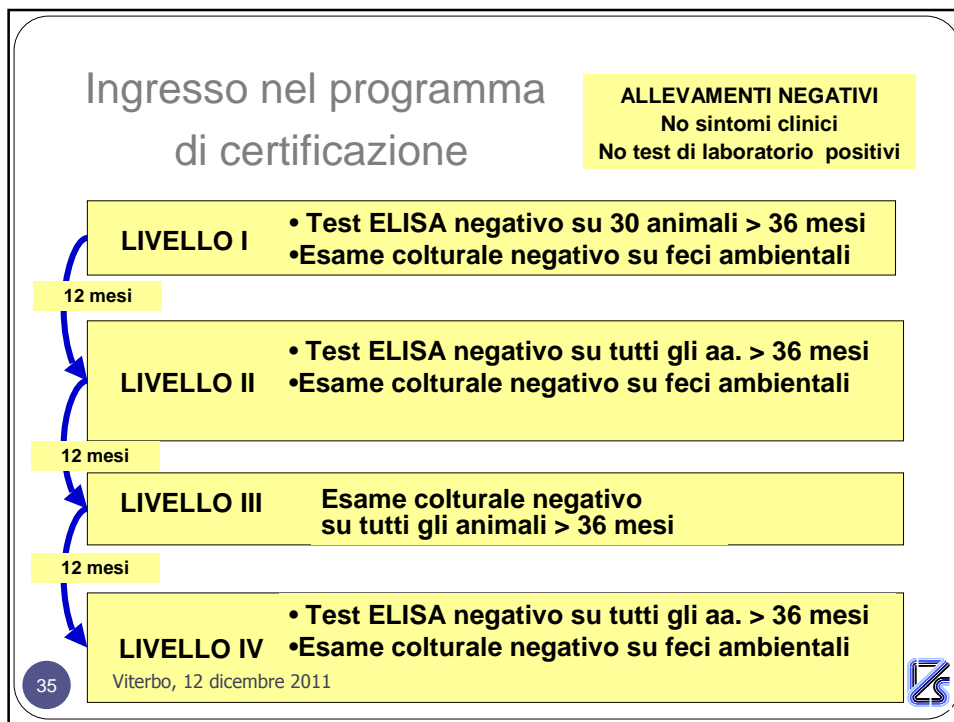 Ingresso nel programma
di certificazione
ALLEVAMENTI NEGATIVI
No sintomi clinici
No test di laboratorio positivi
LIVELLO I
• Test ELISA negativo su 30 animali > 36 mesi
•Esame colturale negativo su feci ambientali
12 mesi
LIVELLO II
• Test ELISA negativo su tutti gli aa. > 36 mesi
•Esame colturale negativo su feci ambientali
12 mesi
LIVELLO III
Esame colturale negativo
su tutti gli animali > 36 mesi
12 mesi
LIVELLO IV
• Test ELISA negativo su tutti gli aa. > 36 mesi
•Esame colturale negativo su feci ambientali
35
Viterbo, 12 dicembre 2011
IZS